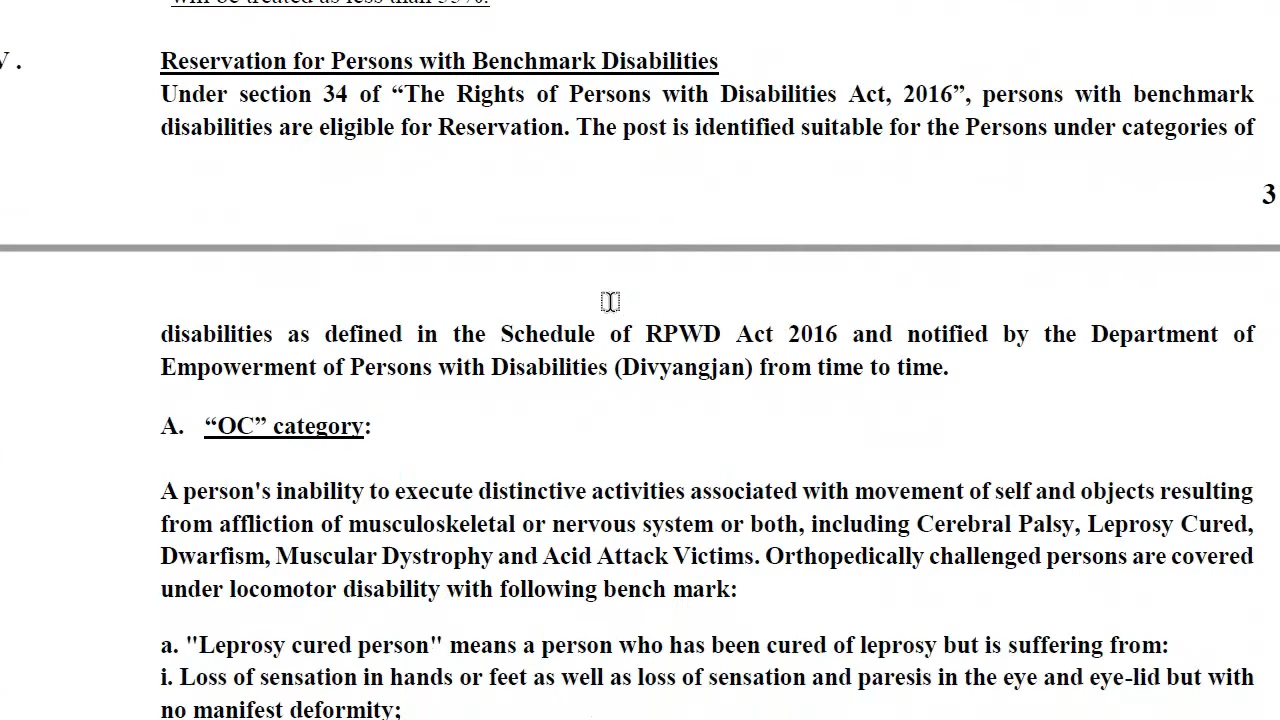 will be treated as less than 55%.
V .
Reservation for Persons with Benchmark Disabilities
Under section 34 of “The Rights of Persons with Disabilities Act, 2016”, persons with benchmark
disabilities are eligible for Reservation. The post is identified suitable for the Persons under categories of
3
disabilities as defined in the Schedule of RPWD Act 2016 and notified by the Department of
Empowerment of Persons with Disabilities (Divyangjan) from time to time.
A. “OC” category:
A person's inability to execute distinctive activities associated with movement of self and objects resulting
from affliction of musculoskeletal or nervous system or both, including Cerebral Palsy, Leprosy Cured,
Dwarfism, Muscular Dystrophy and Acid Attack Victims. Orthopedically challenged persons are covered
under locomotor disability with following bench mark:
a. "Leprosy cured person" means a person who has been cured of leprosy but is suffering from:
i. Loss of sensation in hands or feet as well as loss of sensation and paresis in the eye and eye-lid but with
no manifest deformity;